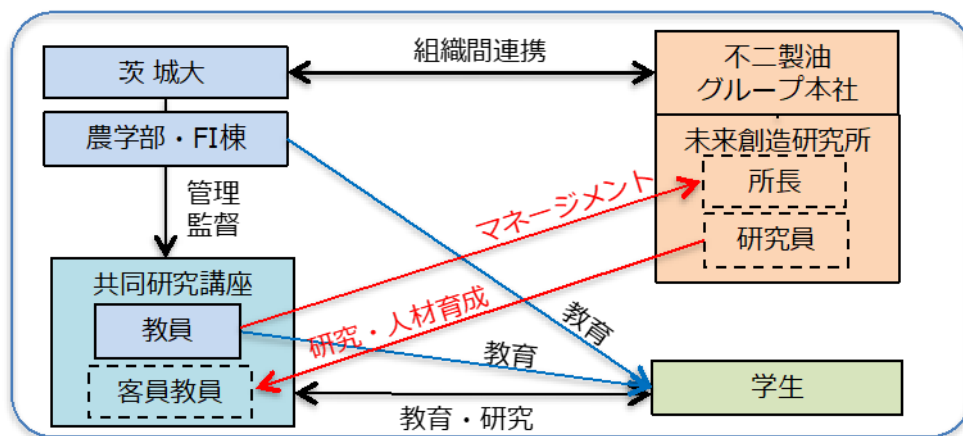 茨 城大
組織間連携
不二製油
グループ本社
農学部・FI棟
未来創造研究所
所長
管理
監督
マネージメント
研究員
共同研究講座
教員
研究・人材育成
教育
教育
客員教員
学生
教育・研究